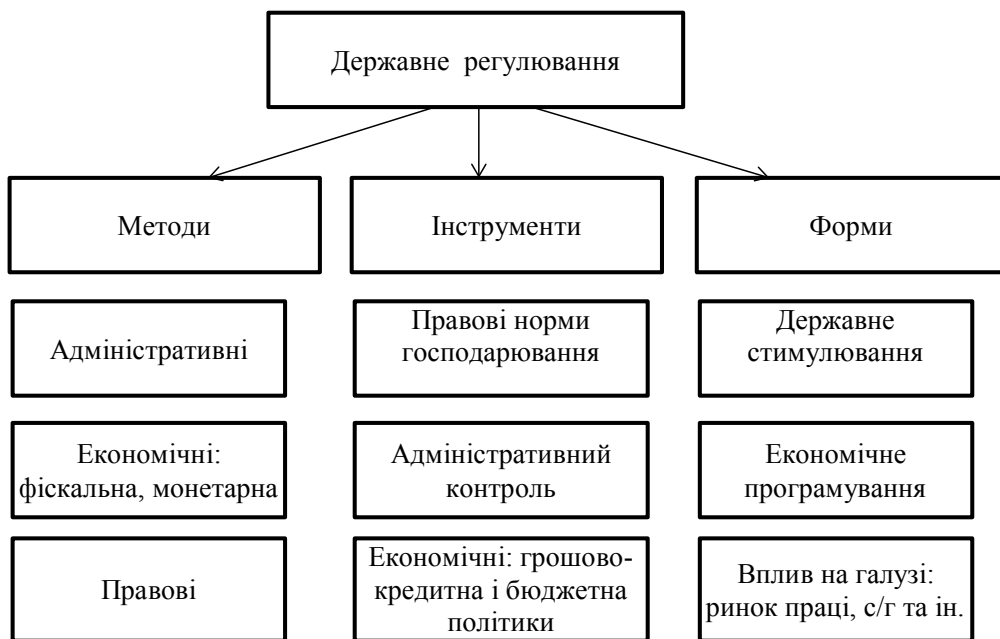 Державне регулювання
Методи
Інструменти
Форми
Адміністративні
Правові норми
господарювання
Державне
стимулювання
Економічні:
фіскальна, монетарна
Адміністративний
контроль
Економічне
програмування
Правові
Економічні: грошово-
кредитна і бюджетна
політики
Вплив на галузі:
ринок праці, с/г та ін.